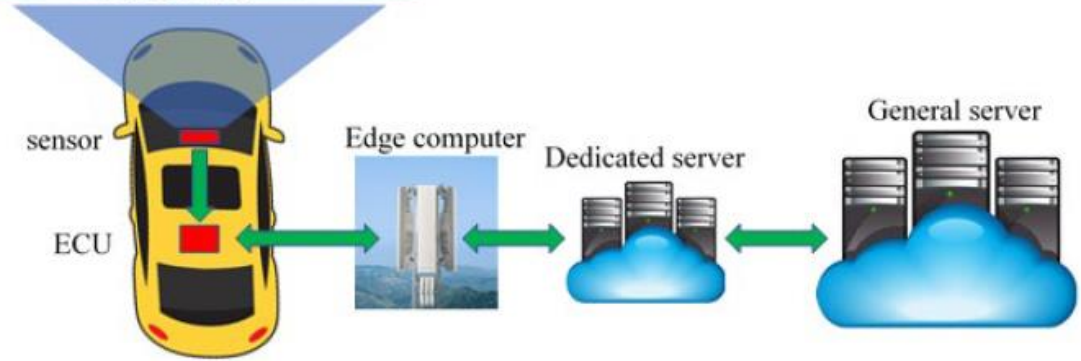 General server
Edge computer
sensor
Dedicated server
ECU